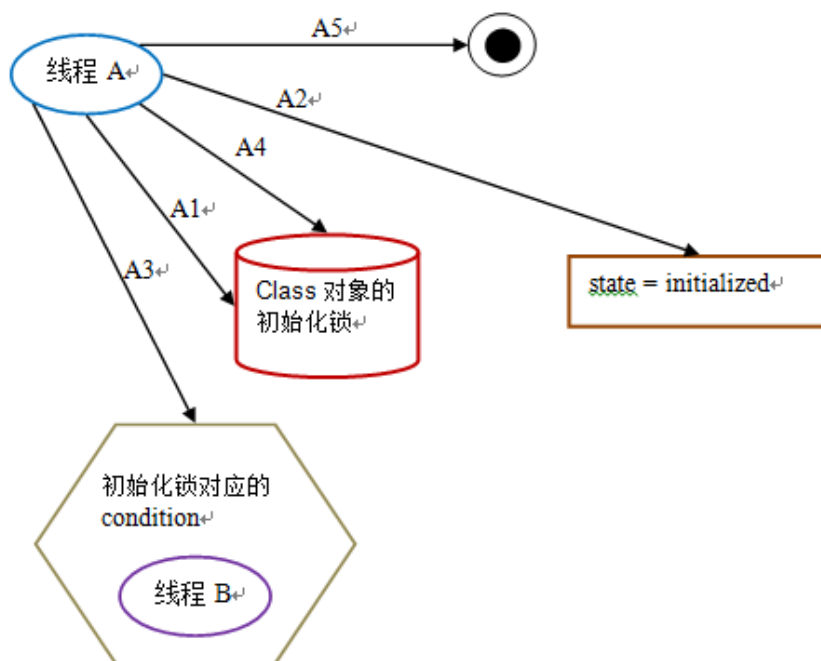 A5↵
线程 A↵
A2↵
A4
A1↵
A3↵
Class 对象的
初始化锁↵
state = initialized↵
初始化锁对应的
condition↵
线程 B↵